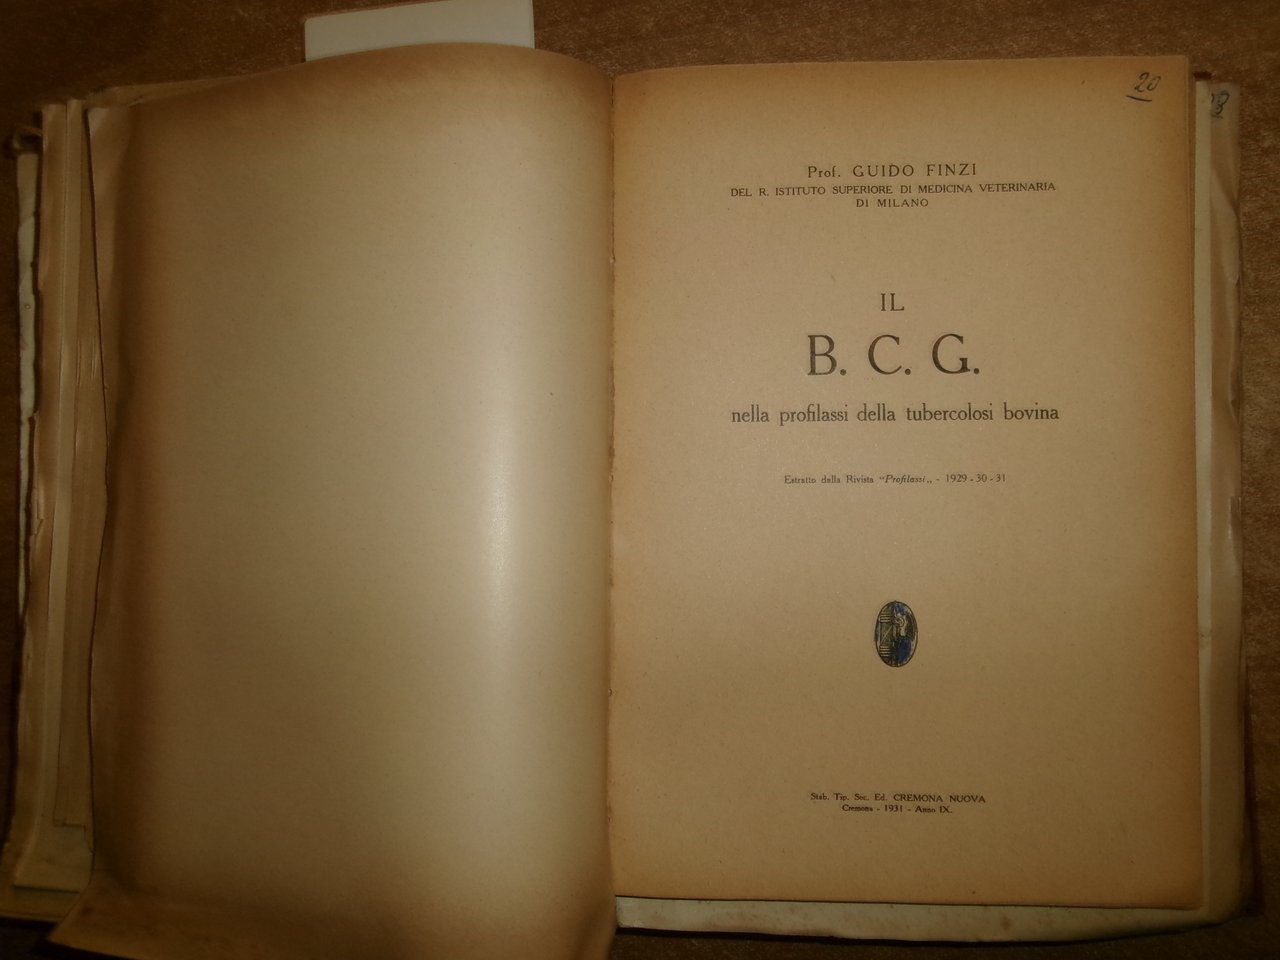 20
Prof. GUIDO FINZI
DEL R. ISTITUTO SUPERIORE DI MEDICINA VETERINARIA
DI MILANO
IL
B. C. G.
nella profilassi della tubercolosi bovina
Estratto dalla Rivista "Profilassi„ - 1929 - 30 - 31
Stab. Tip. Soc. Ed. CREMONA NUOVA
Cremona - 1931 - Anno IX.